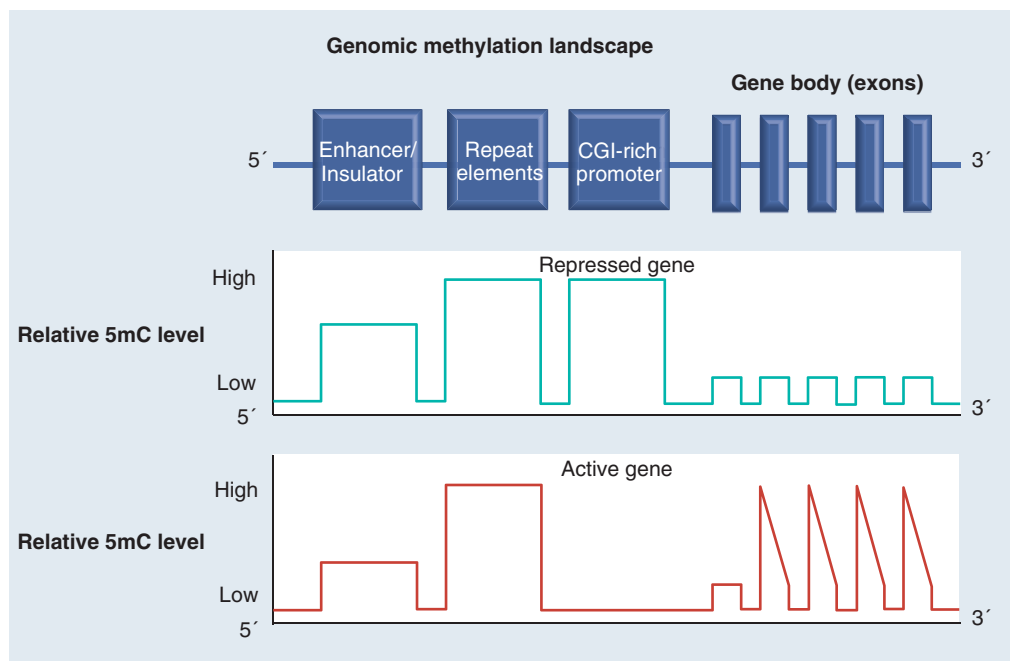 Genomic methylation landscape
Gene body (exons)
5´
Enhancer/
Insulator
Repeat
elements
CGI-rich
promoter
3´
Repressed gene
High
Relative 5mC level
Low
5´
3´
Active gene
High
Relative 5mC level
Low
5´
3´